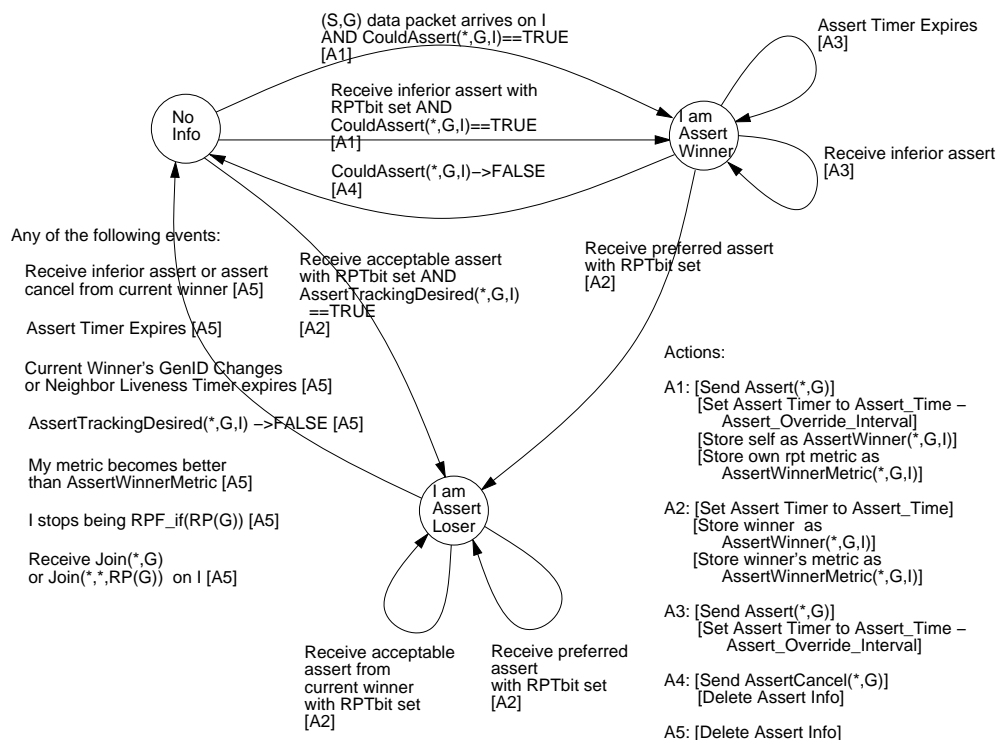 (S,G) data packet arrives on I
AND CouldAssert(*,G,I)==TRUE
[A1]
Assert Timer Expires
[A3]
No
Info
Receive inferior assert with
RPTbit set AND
CouldAssert(*,G,I)==TRUE
[A1]
I am
Assert
Winner
Receive inferior assert
[A3]
CouldAssert(*,G,I)−>FALSE
[A4]
Any of the following events:
Receive inferior assert or assert
cancel from current winner [A5]
Assert Timer Expires [A5]
Current Winner's GenID Changes
or Neighbor Liveness Timer expires [A5]
AssertTrackingDesired(*,G,I) −>FALSE [A5]
My metric becomes better
than AssertWinnerMetric [A5]
I stops being RPF_if(RP(G)) [A5]
Receive Join(*,G)
or Join(*,*,RP(G)) on I [A5]
Receive acceptable assert
with RPTbit set AND
AssertTrackingDesired(*,G,I)
==TRUE
[A2]
Receive preferred assert
with RPTbit set
[A2]
I am
Assert
Loser
Receive acceptable
assert from
current winner
with RPTbit set
[A2]
Receive preferred
assert
with RPTbit set
[A2]
Actions:
A1: [Send Assert(*,G)]
[Set Assert Timer to Assert_Time −
Assert_Override_Interval]
[Store self as AssertWinner(*,G,I)]
[Store own rpt metric as
AssertWinnerMetric(*,G,I)]
A2: [Set Assert Timer to Assert_Time]
[Store winner as
AssertWinner(*,G,I)]
[Store winner's metric as
AssertWinnerMetric(*,G,I)]
A3: [Send Assert(*,G)]
[Set Assert Timer to Assert_Time −
Assert_Override_Interval]
A4: [Send AssertCancel(*,G)]
[Delete Assert Info]
A5: [Delete Assert Info]